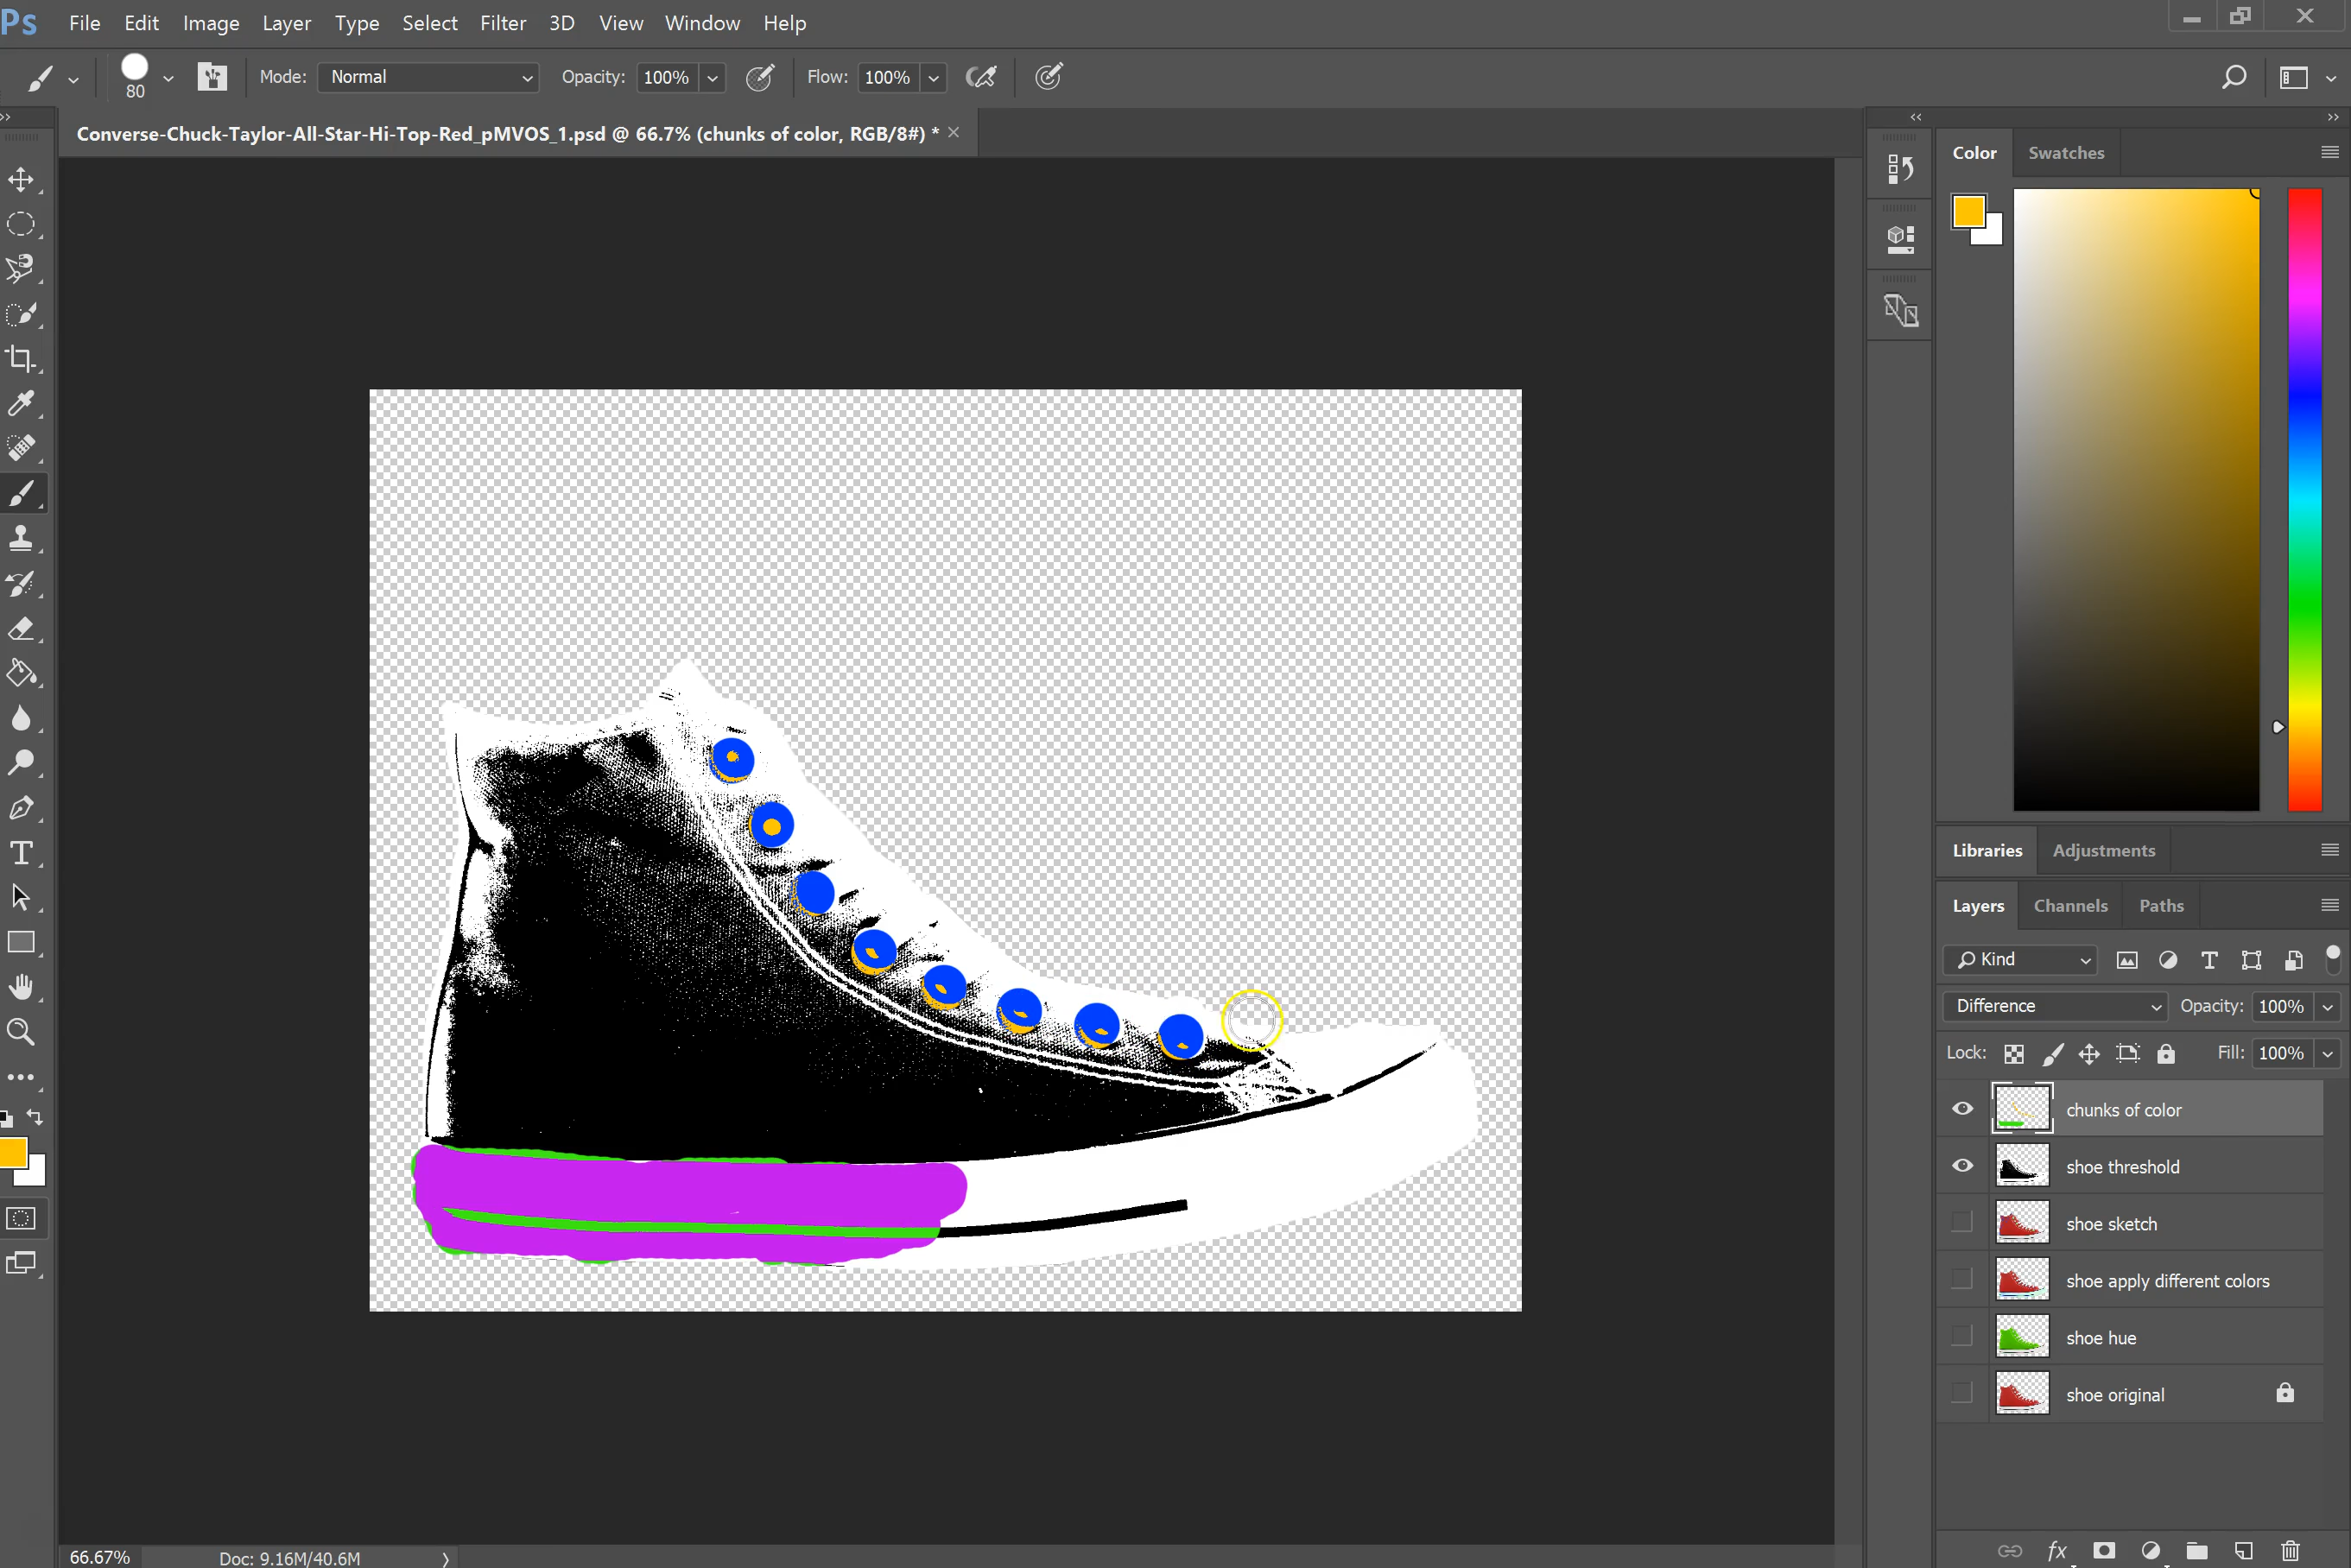 Ps File Edit Image Layer Type Select Filter 3D View Window Help
80 Mode: Normal Opacity: 100% Flow: 100%
Converse-Chuck-Taylor-All-Star-Hi-Top-Red_pMVOS_1.psd @ 66.7% (chunks of color, RGB/8#) *
Color Swatches
Libraries Adjustments
Layers Channels Paths
Kind
Difference Opacity: 100%
Lock: Fill: 100%
chunks of color
shoe threshold
shoe sketch
shoe apply different colors
shoe hue
shoe original
fx
66.67% Doc: 9.16M/40.6M